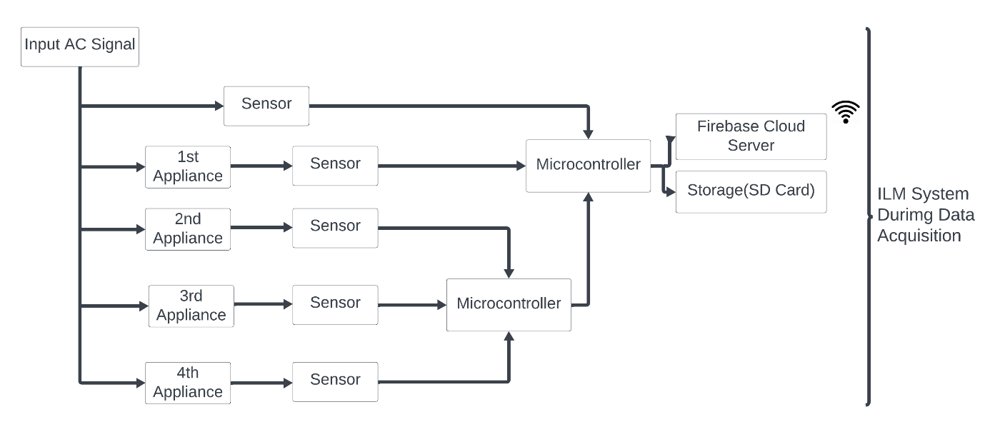 Input AC Signal
Sensor
1st
Appliance
Sensor
Microcontroller
Firebase Cloud
Server
Storage(SD Card)
2nd
Appliance
Sensor
3rd
Appliance
Sensor
Microcontroller
4th
Appliance
Sensor
ILM System
Durimg Data
Acquisition